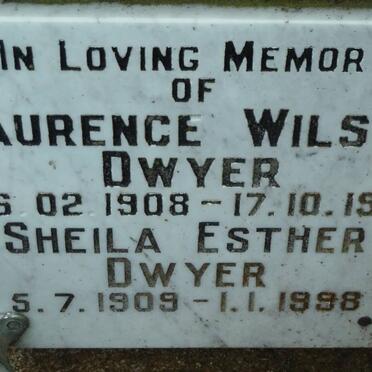 IN LOVING MEMOR
OF
AURENCE WILS
DWYER
6 02 1908 - 17.10.19
SHEILA ESTHER
DWYER
5.7.1909 - 1.1.1998